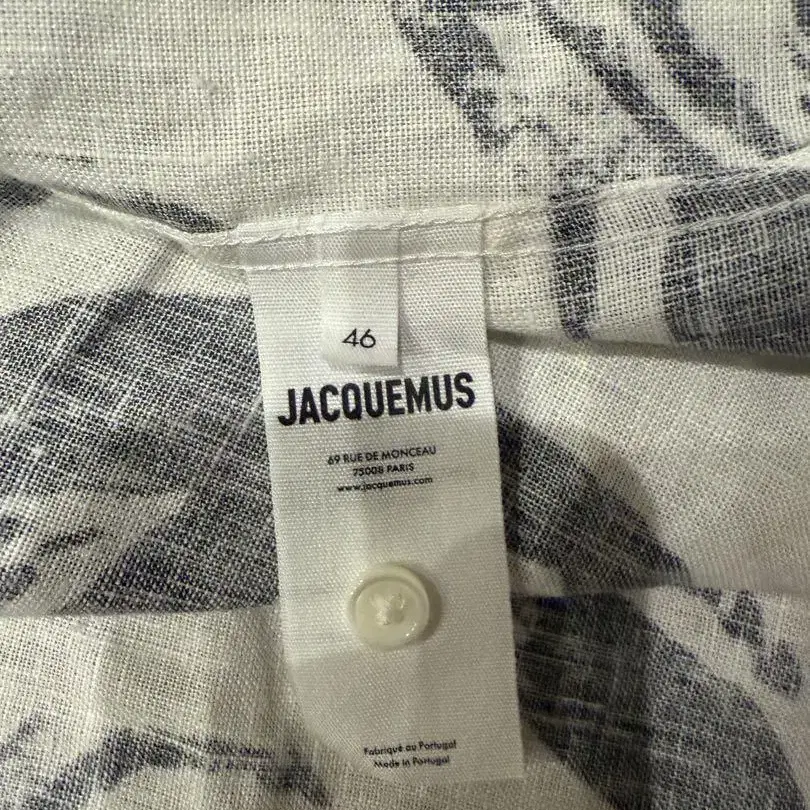 46
JACQUEMUS
69 RUE DE MONCEAU
75008 PARIS
www.jacquemus.com
Fabriqué au Portugal
Made in Portugal